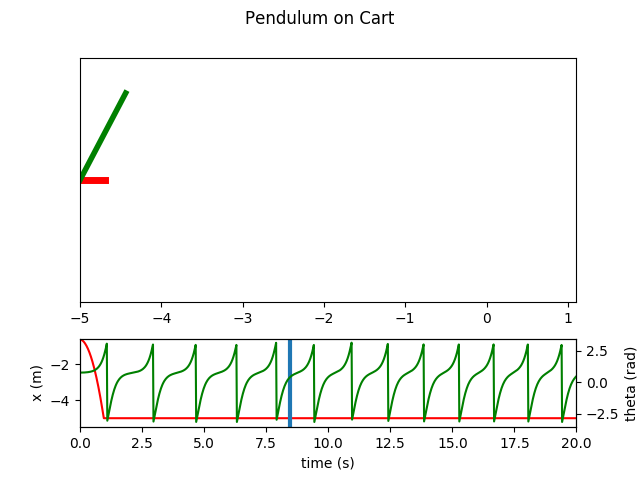 Pendulum on Cart
−5 −4 −3 −2 −1 0 1
−2
−4
x (m)
2.5
0.0
−2.5
theta (rad)
0.0 2.5 5.0 7.5 10.0 12.5 15.0 17.5 20.0
time (s)